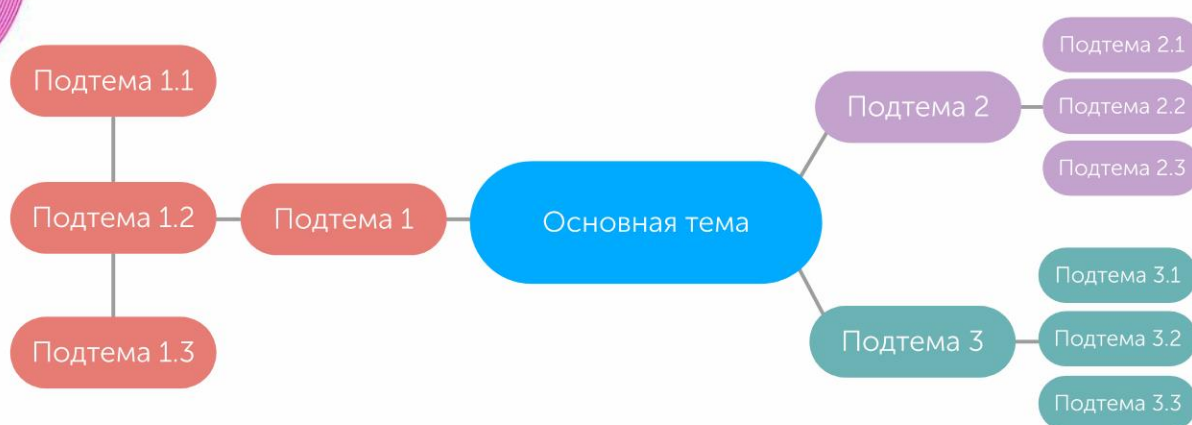 Подтема 1.1
Подтема 1.2
Подтема 1.3
Подтема 1
Основная тема
Подтема 2
Подтема 2.1
Подтема 2.2
Подтема 2.3
Подтема 3
Подтема 3.1
Подтема 3.2
Подтема 3.3